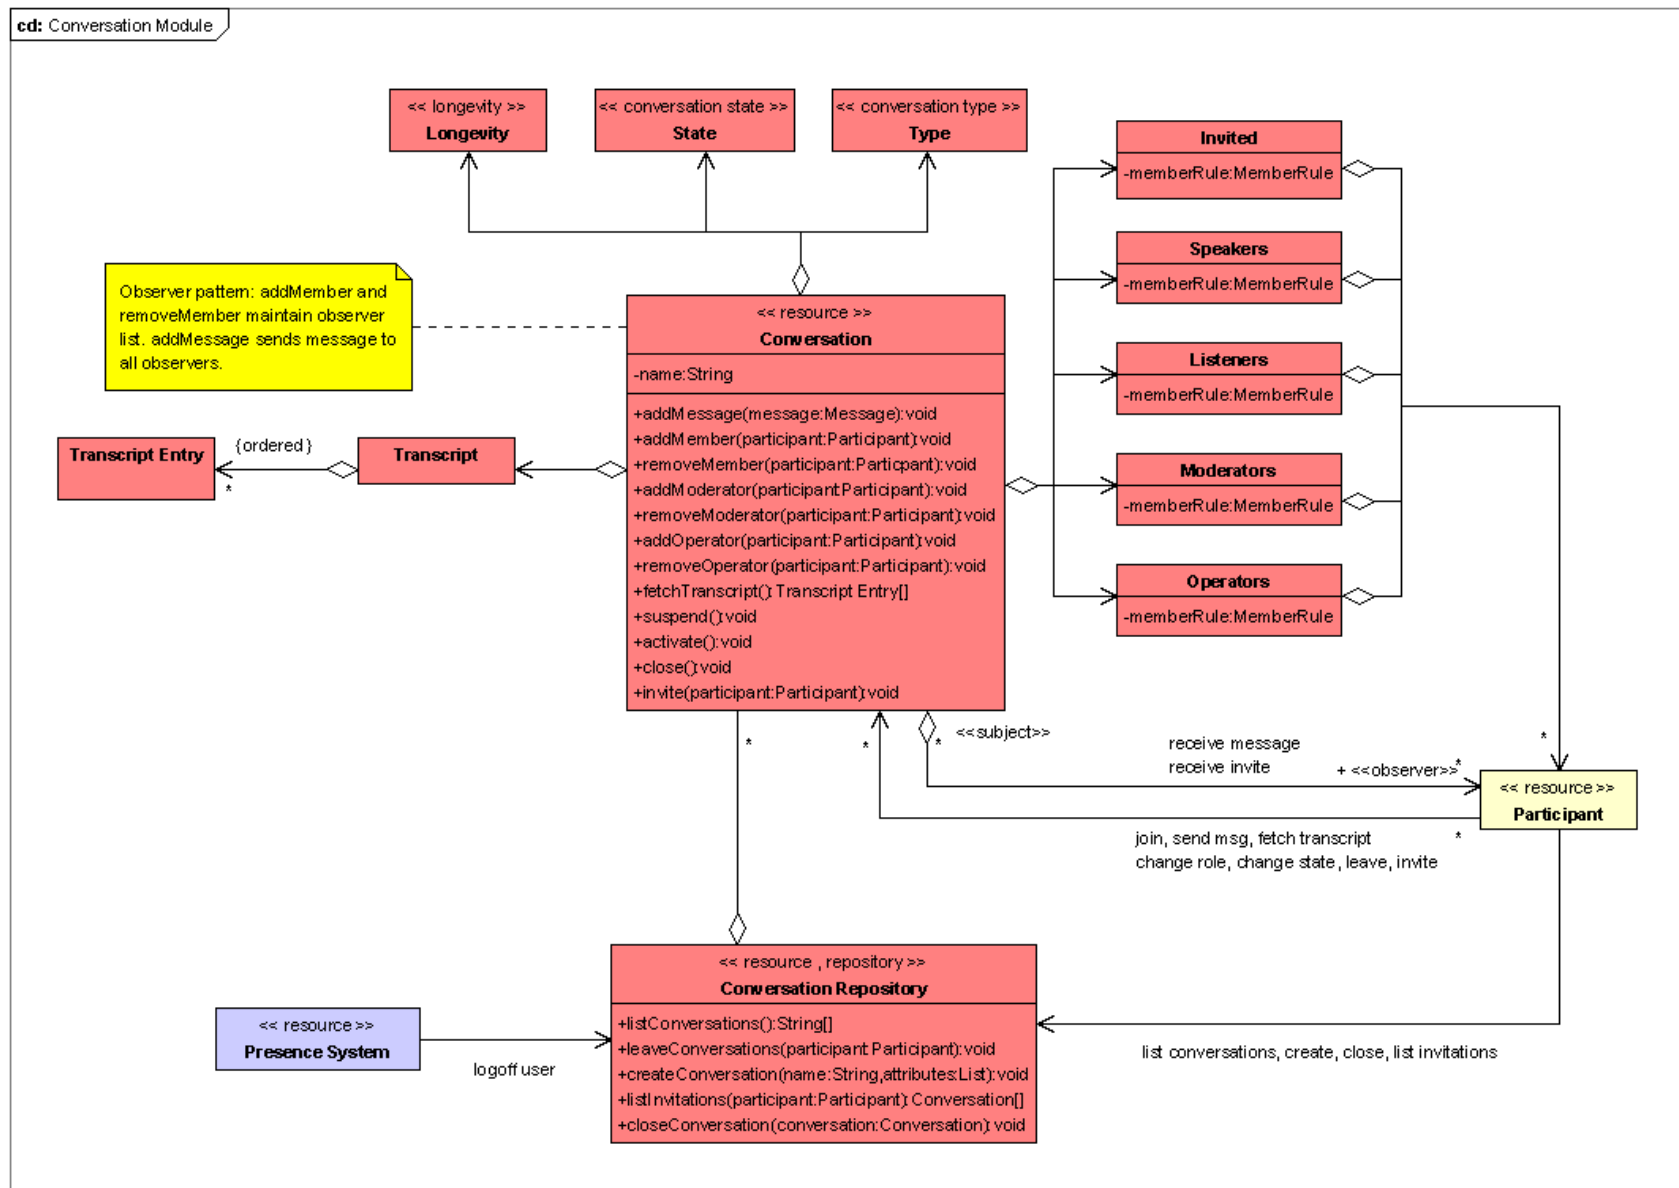 cd: Conversation Module
<< longevity >>
Longevity
<< conversation state >>
State
<< conversation type >>
Type
Invited
-memberRule:MemberRule
Speakers
-memberRule:MemberRule
Listeners
-memberRule:MemberRule
Moderators
-memberRule:MemberRule
Operators
-memberRule:MemberRule
Observer pattern: addMember and
removeMember maintain observer
list. addMessage sends message to
all observers.
<< resource >>
Conversation
-name:String
+addMessage(message:Message):void
+addMember(participant:Participant):void
+removeMember(participant:Particpant):void
+addModerator(participant:Participant):void
+removeModerator(participant:Participant):void
+addOperator(participant:Participant):void
+removeOperator(participant:Participant):void
+fetchTranscript():Transcript Entry[]
+suspend():void
+activate():void
+close():void
+invite(participant:Participant):void
Transcript Entry
{ordered }
*
Transcript
*
*
*
<<subject>>
receive message
receive invite
+ <<observer>>
*
*
<< resource >>
Participant
*
join, send msg, fetch transcript
change role, change state, leave, invite
<< resource , repository >>
Conversation Repository
+listConversations():String[]
+leaveConversations(participant:Participant):void
+createConversation(name:String,attributes:List):void
+listInvitations(participant:Participant):Conversation[]
+closeConversation(conversation:Conversation):void
<< resource >>
Presence System
logoff user
list conversations, create, close, list invitations